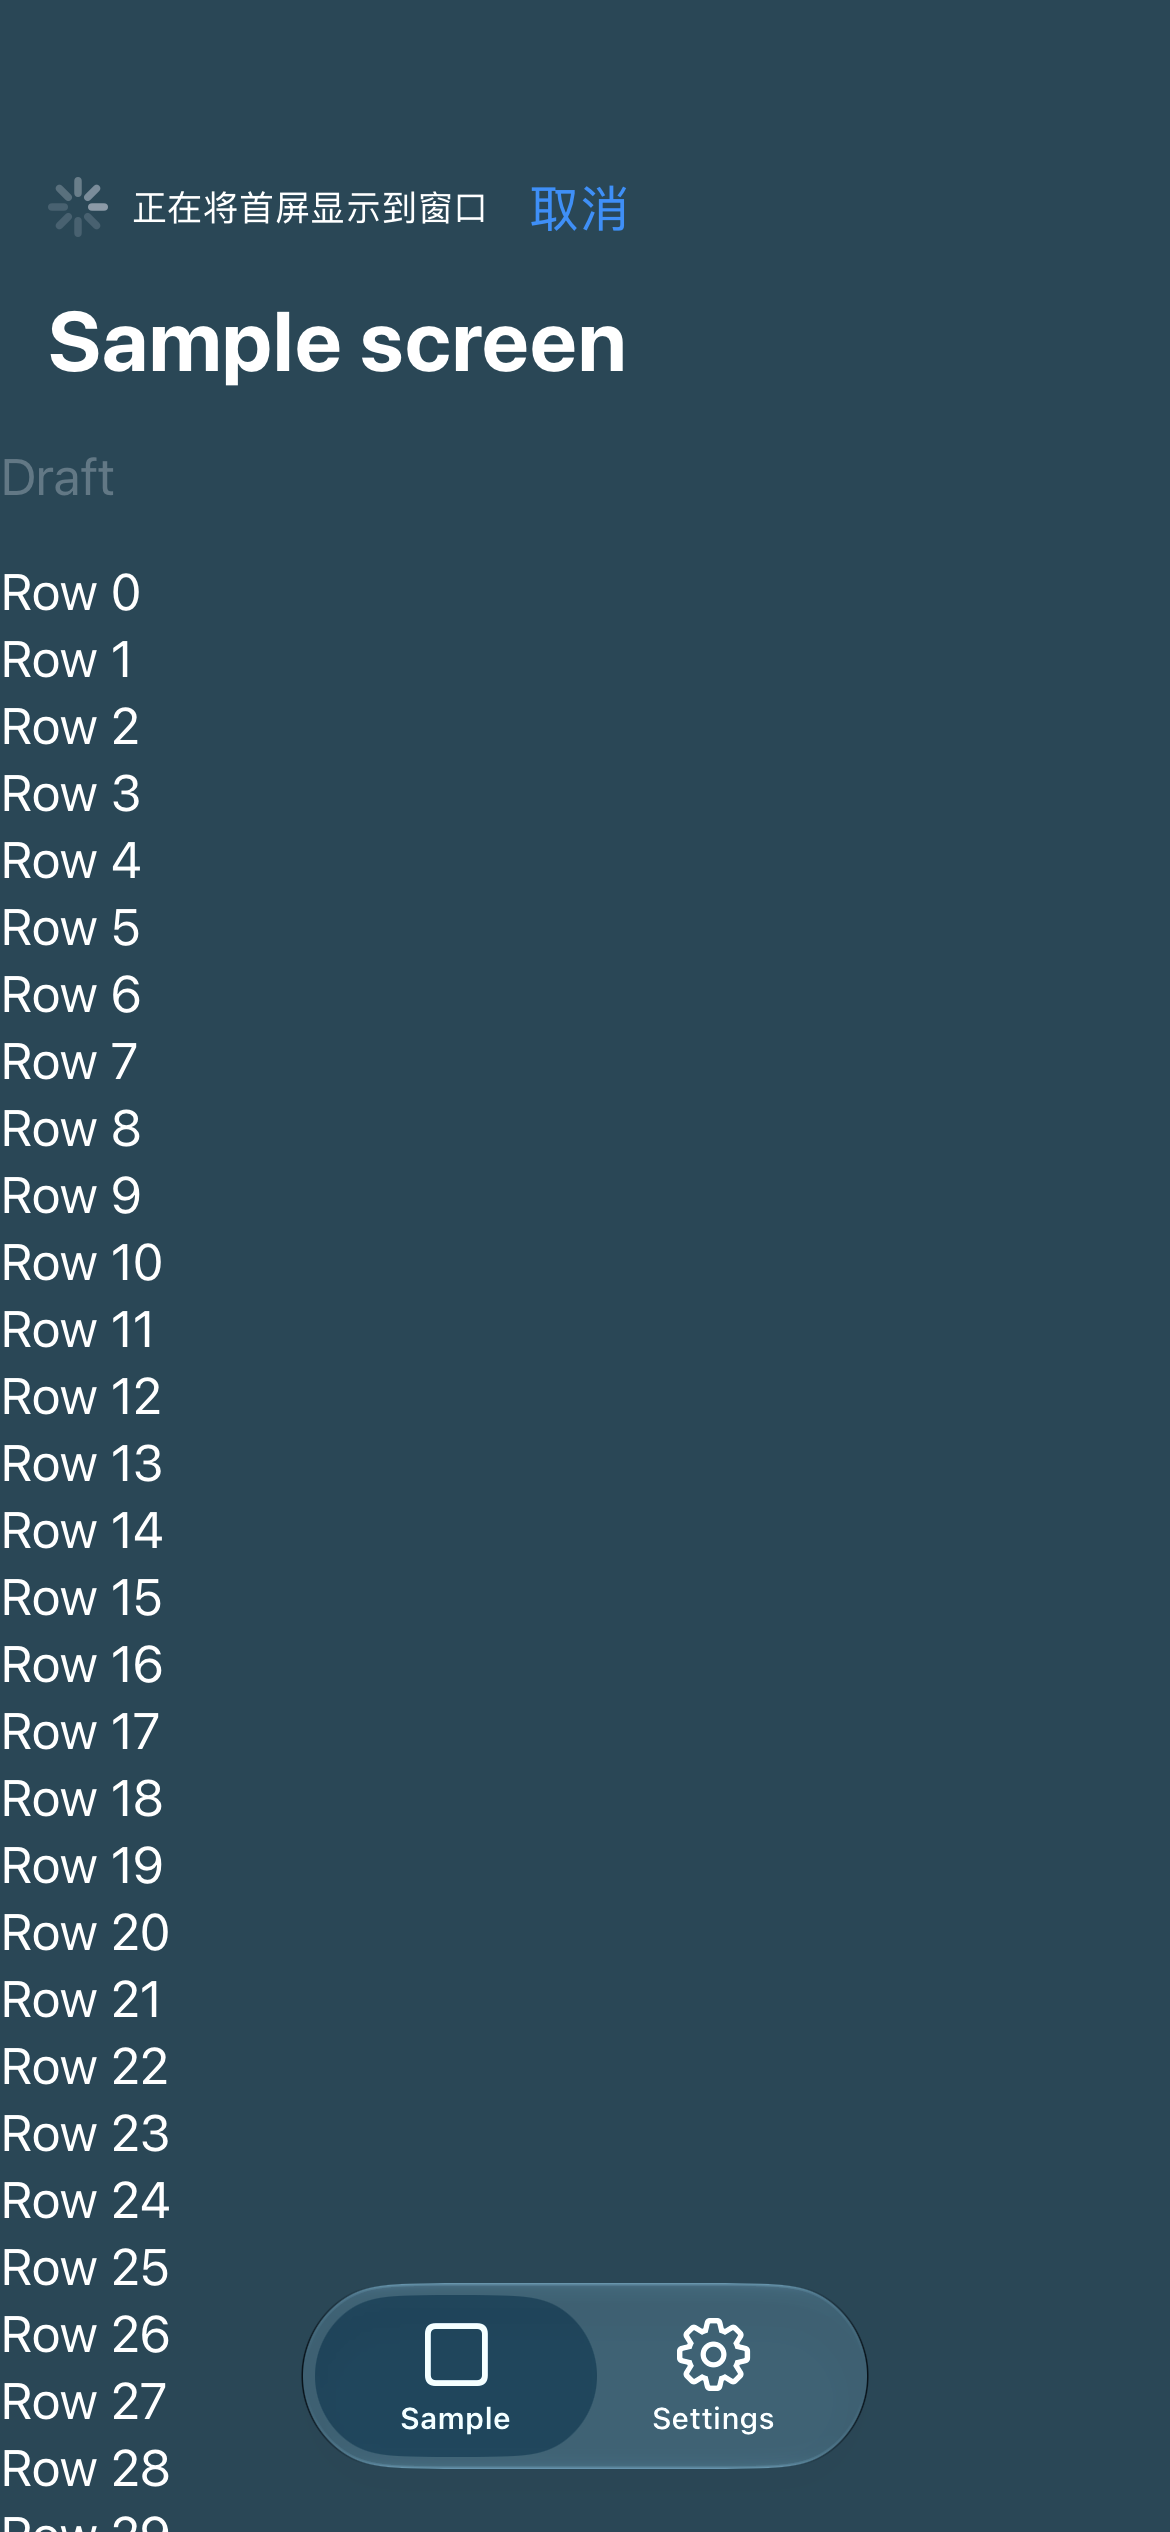 正在将首屏显示到窗口 取消
Sample screen
Draft
Row 0
Row 1
Row 2
Row 3
Row 4
Row 5
Row 6
Row 7
Row 8
Row 9
Row 10
Row 11
Row 12
Row 13
Row 14
Row 15
Row 16
Row 17
Row 18
Row 19
Row 20
Row 21
Row 22
Row 23
Row 24
Row 25
Row 26
Row 27
Row 28
Row 29
Sample Settings